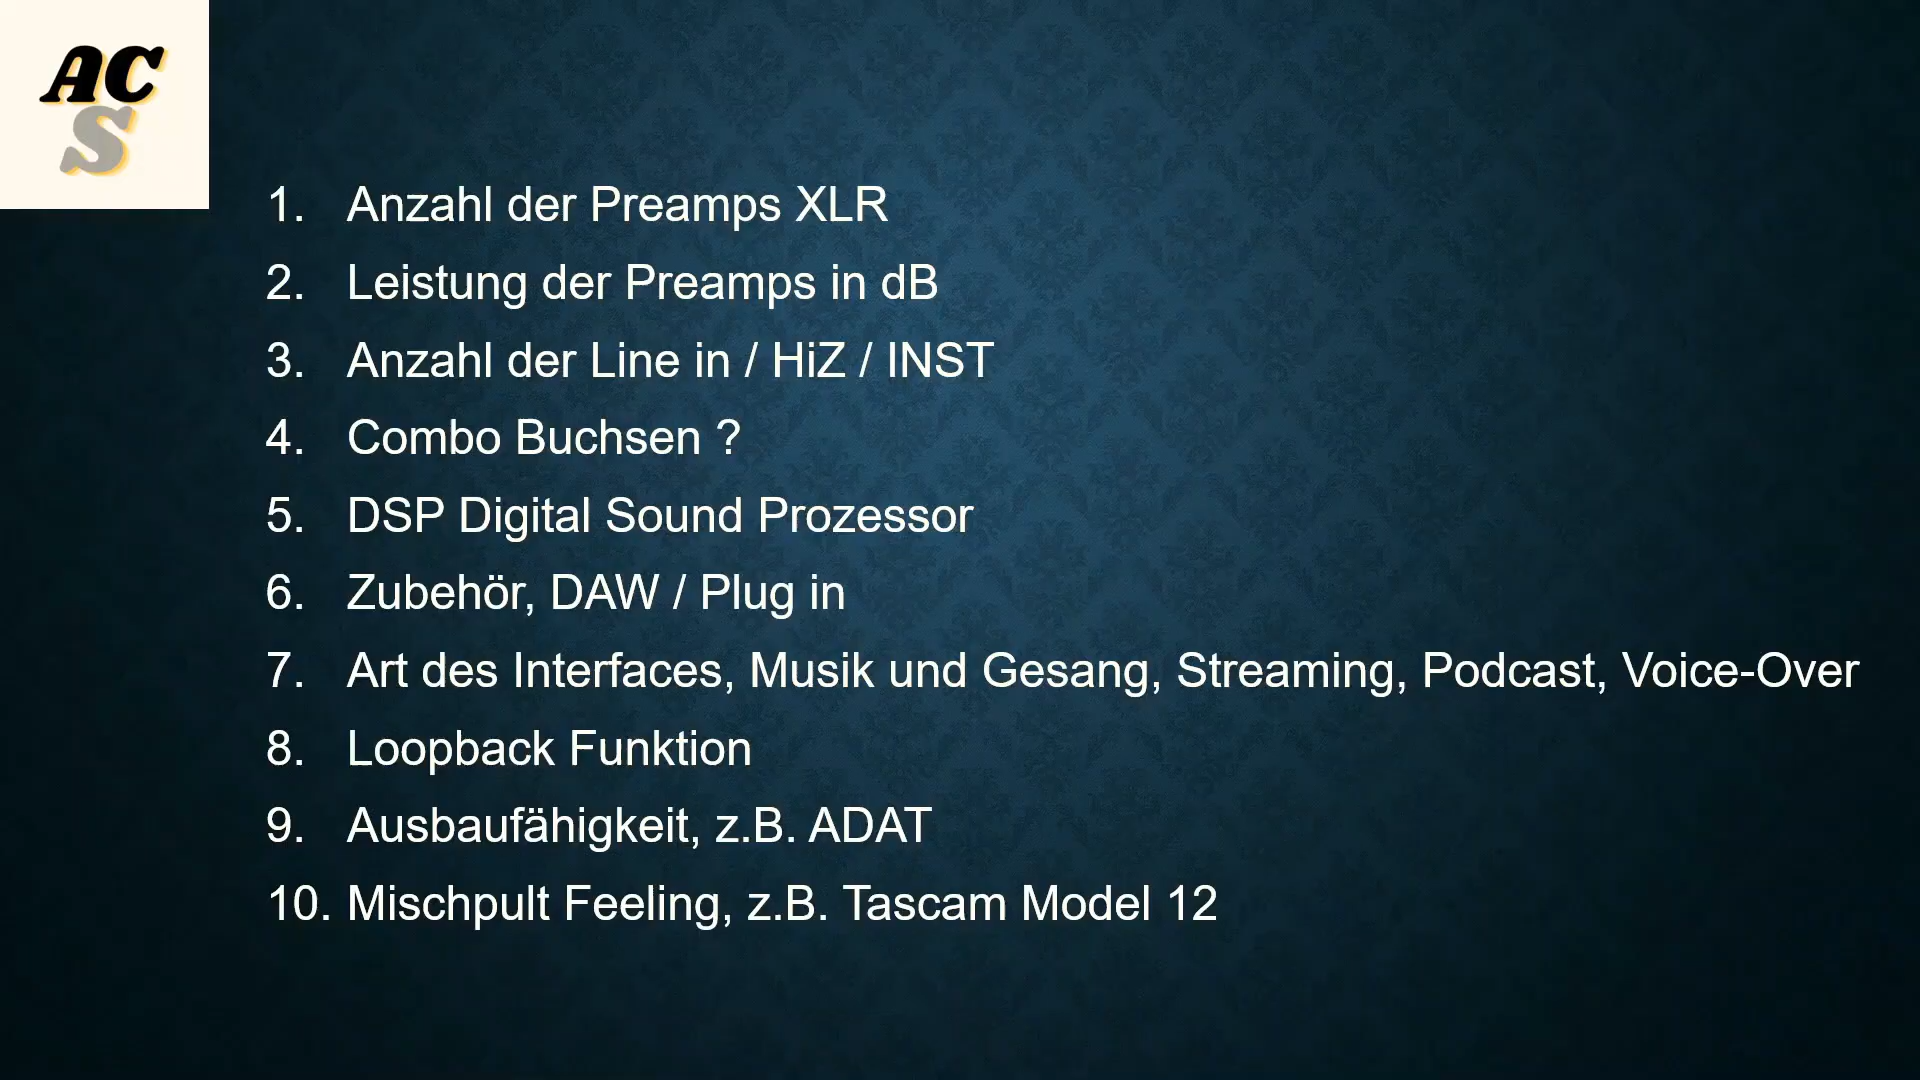 AC
S
1. Anzahl der Preamps XLR
2. Leistung der Preamps in dB
3. Anzahl der Line in / HiZ / INST
4. Combo Buchsen ?
5. DSP Digital Sound Prozessor
6. Zubehör, DAW / Plug in
7. Art des Interfaces, Musik und Gesang, Streaming, Podcast, Voice-Over
8. Loopback Funktion
9. Ausbaufähigkeit, z.B. ADAT
10. Mischpult Feeling, z.B. Tascam Model 12